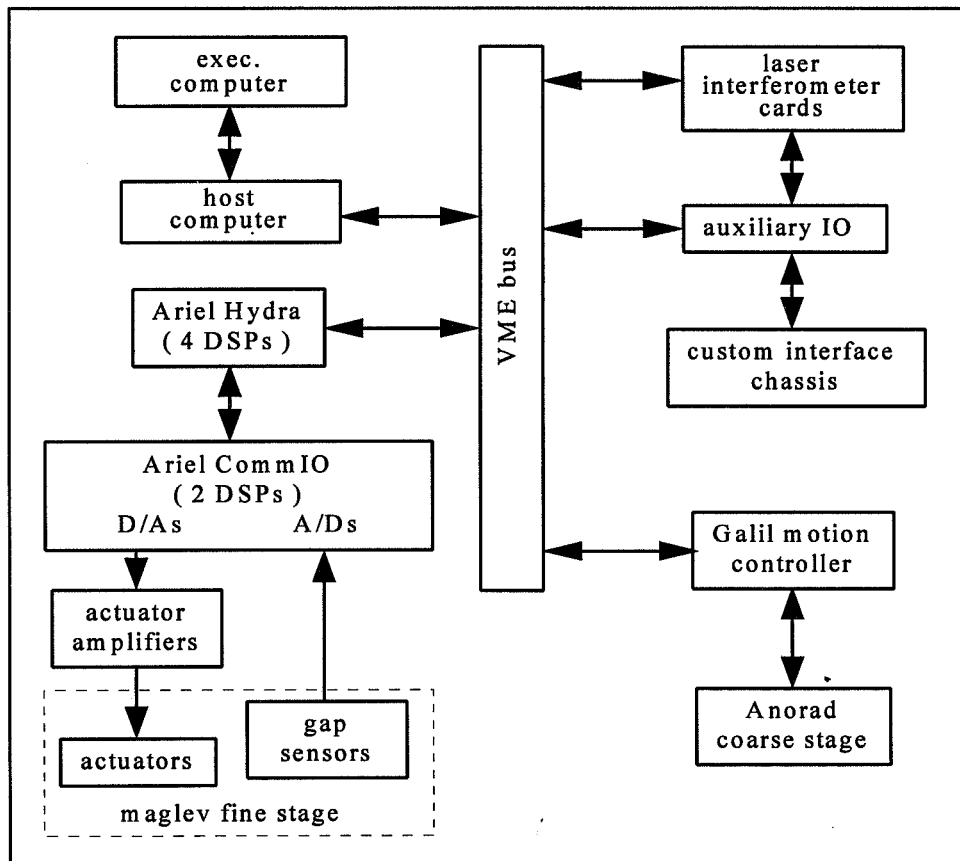 exec.
computer
host
computer
Ariel Hydra
( 4 DSPs )
Ariel CommIO
( 2 DSPs )
D/As A/Ds
actuator
amplifiers
actuators
gap
sensors
maglev fine stage
VME bus
laser
interferometer
cards
auxiliary IO
custom interface
chassis
Galil motion
controller
Anorad
coarse stage